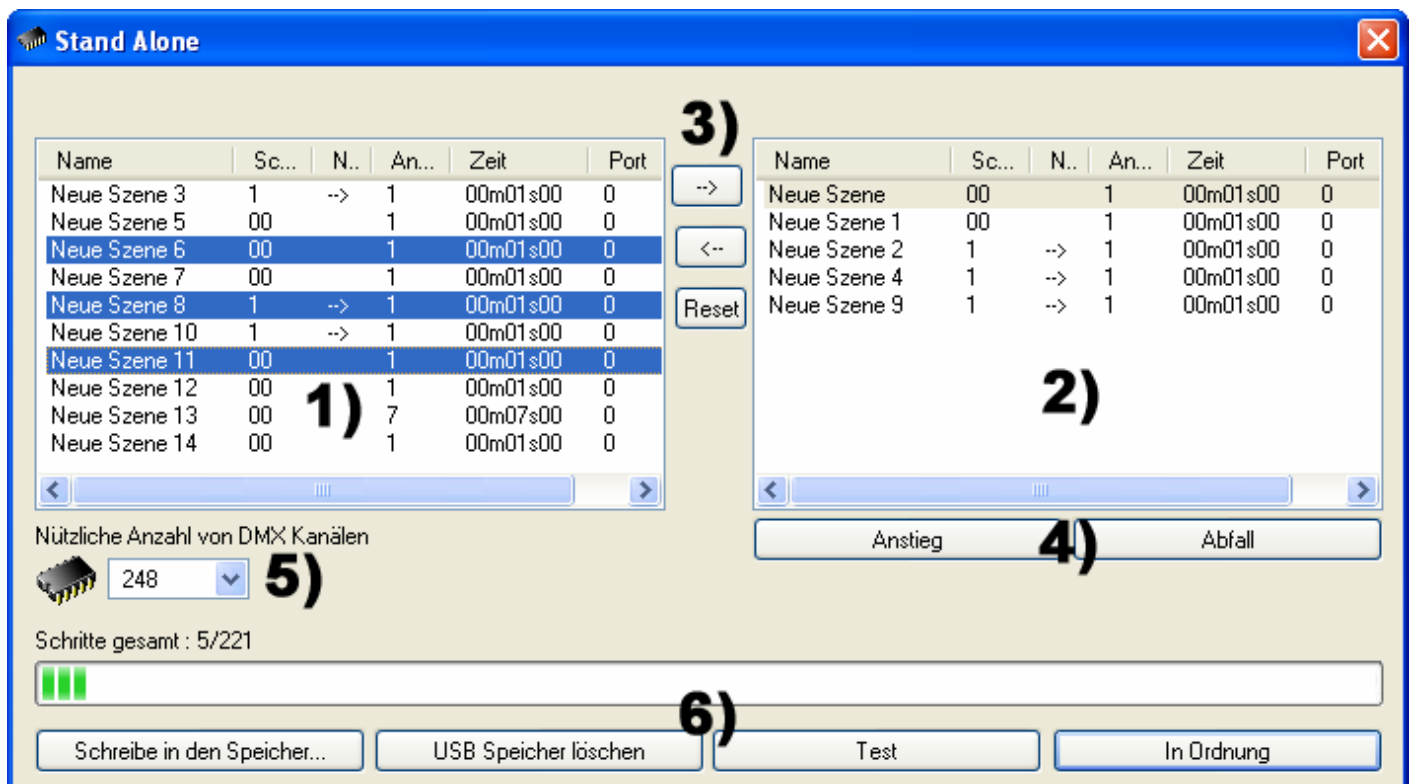 Stand Alone
3)
Name Sc... N.. An... Zeit Port
Neue Szene 3 1 --> 1 00m01s00 0
Neue Szene 5 00 1 00m01s00 0
Neue Szene 6 00 1 00m01s00 0
Neue Szene 7 00 1 00m01s00 0
Neue Szene 8 1 --> 1 00m01s00 0
Neue Szene 10 1 --> 1 00m01s00 0
Neue Szene 11 00 1 00m01s00 0
Neue Szene 12 00 1 00m01s00 0
Neue Szene 13 00 7 00m07s00 0
Neue Szene 14 00 1 00m01s00 0
1)
-->
<--
Reset
Name Sc... N.. An... Zeit Port
Neue Szene 00 1 00m01s00 0
Neue Szene 1 00 1 00m01s00 0
Neue Szene 2 1 --> 1 00m01s00 0
Neue Szene 4 1 --> 1 00m01s00 0
Neue Szene 9 1 --> 1 00m01s00 0
2)
Nützliche Anzahl von DMX Kanälen
248
5)
Anstieg
4)
Abfall
Schritte gesamt : 5/221
6)
Schreibe in den Speicher...
USB Speicher löschen
Test
In Ordnung